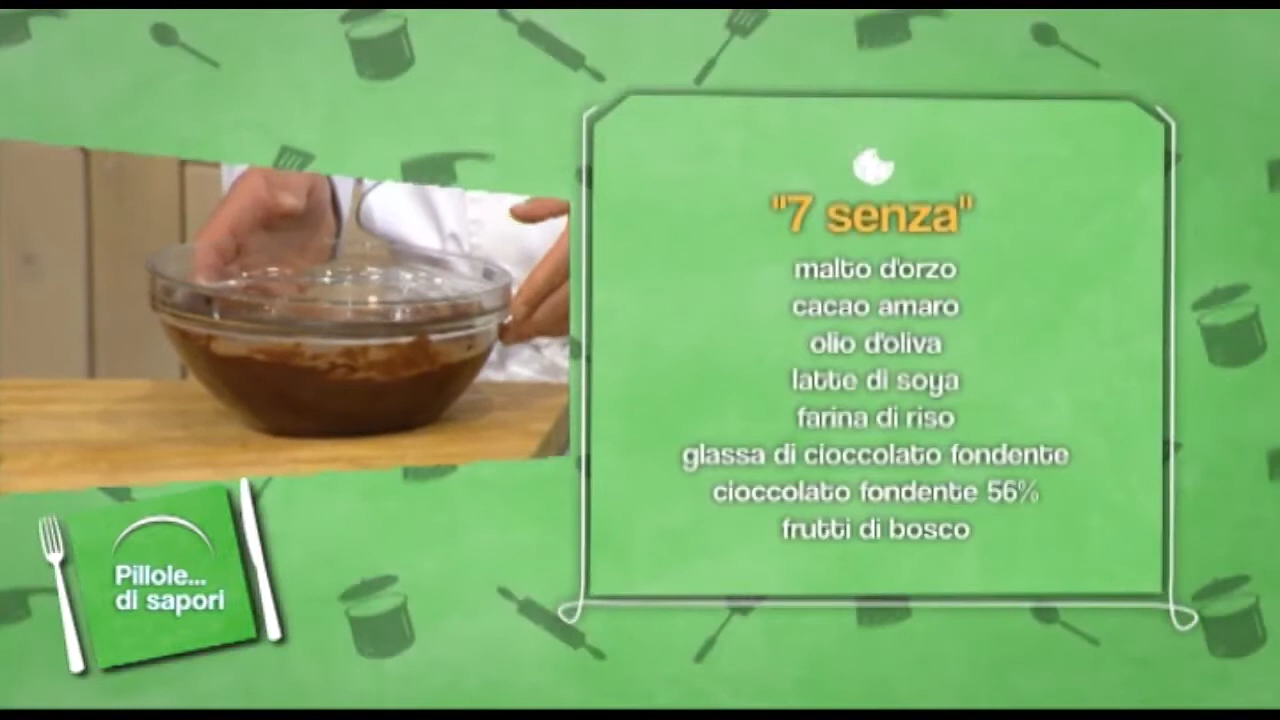 "7 senza"
malto d'orzo
cacao amaro
olio d'oliva
latte di soya
farina di riso
glassa di cioccolato fondente
cioccolato fondente 56%
frutti di bosco
Pillole...
di sapori